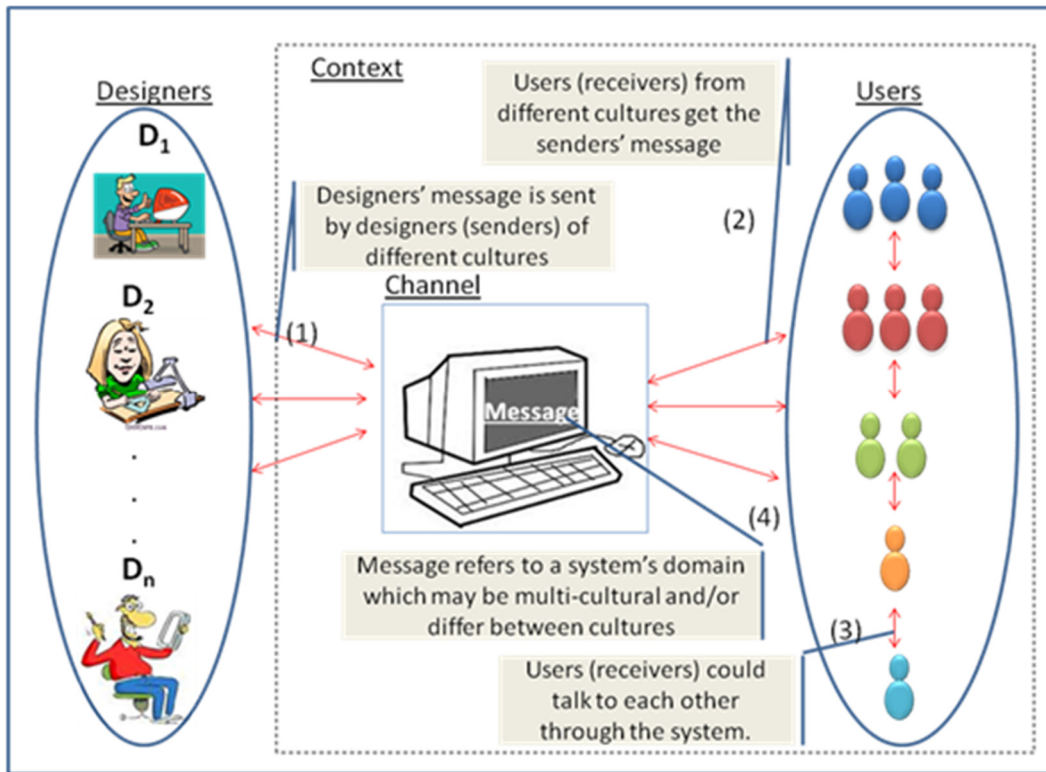 Context
Designers
D1
D2
.
.
.
Dn
Designers' message is sent
by designers (senders) of
different cultures
(1)
Channel
Message
Users (receivers) from
different cultures get the
senders' message
(2)
Users
(4)
Message refers to a system's domain
which may be multi-cultural and/or
differ between cultures
(3)
Users (receivers) could
talk to each other
through the system.